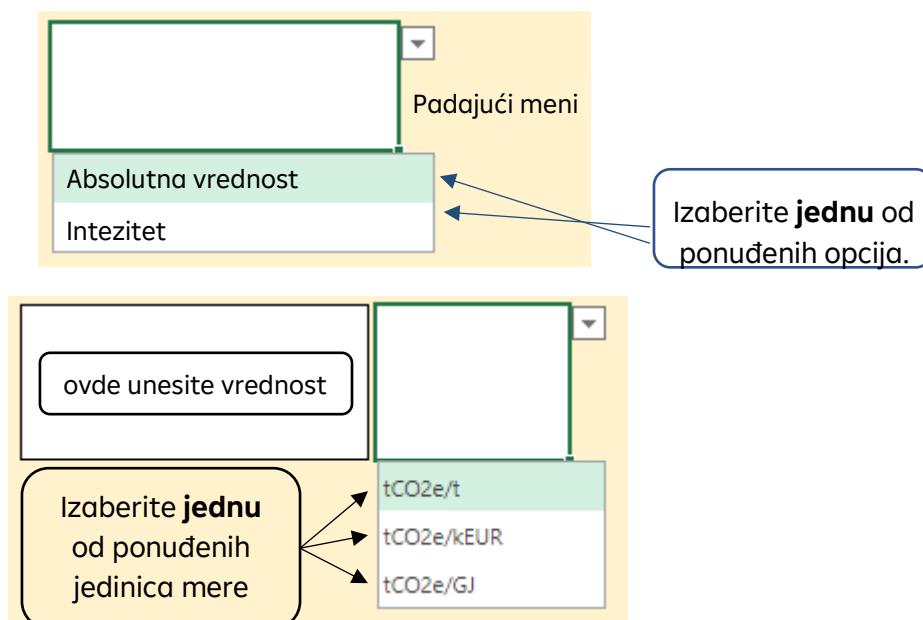 Padajući meni
Absolutna vrednost
Intezitet
Izaberite jednu od
ponuđenih opcija.
ovde unesite vrednost
Izaberite jednu
od ponuđenih
jedinica mere
tCO2e/t
tCO2e/kEUR
tCO2e/GJ